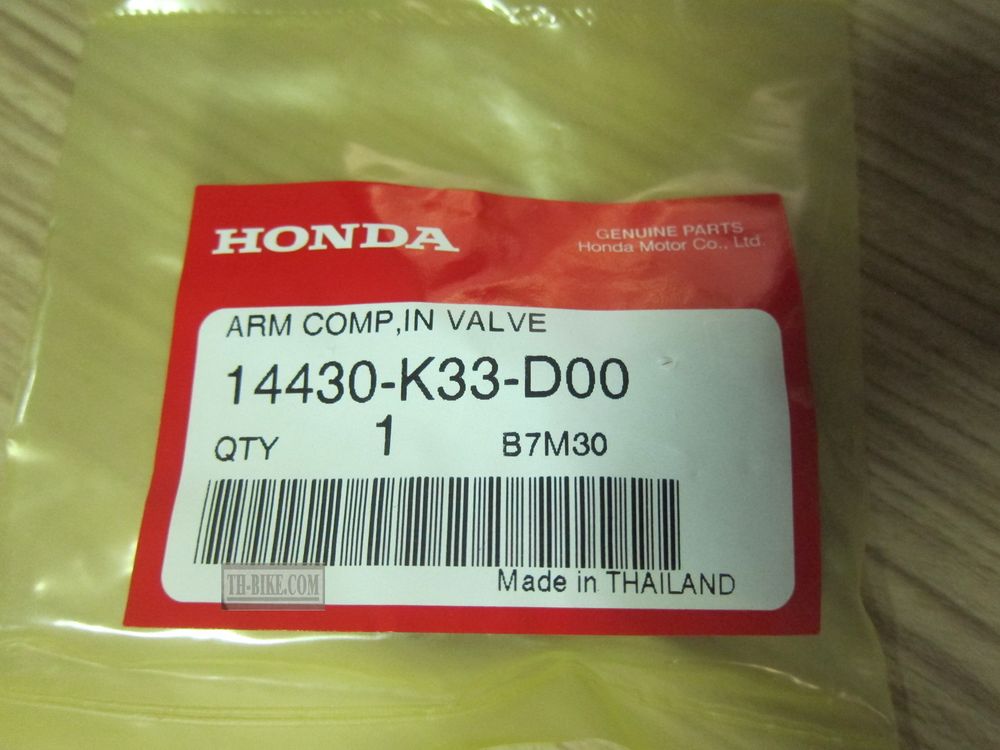 HONDA
GENUINE PARTS
Honda Motor Co., Ltd.
ARM COMP,IN VALVE
14430-K33-D00
QTY 1 B7M30
TH-BIKE.COM
Made in THAILAND